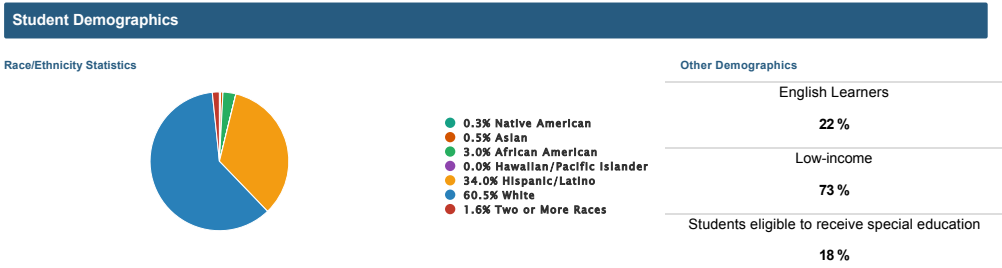 Student Demographics
Race/Ethnicity Statistics
0.3% Native American
0.5% Asian
3.0% African American
0.0% Hawaiian/Pacific Islander
34.0% Hispanic/Latino
60.5% White
1.6% Two or More Races
Other Demographics
English Learners
22 %
Low-income
73 %
Students eligible to receive special education
18 %